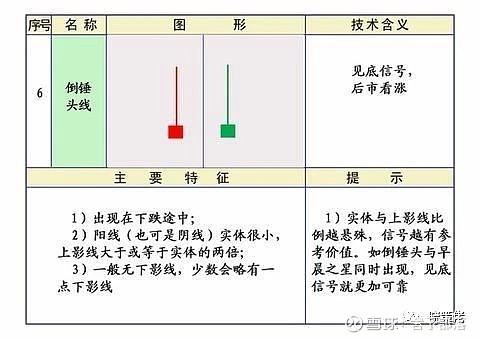 序号 名称 图形 技术含义
6
倒锤
头线
见底信号，
后市看涨
主要特征 提示
1）出现在下跌途中；
2）阳线（也可是阴线）实体很小，
上影线大于或等于实体的两倍；
3）一般无下影线，少数会略有一
点下影线
1）实体与上影线比
例越悬殊，信号越有参
考价值。如倒锤头与早
晨之星同时出现，见底
信号就更加可靠
雪球